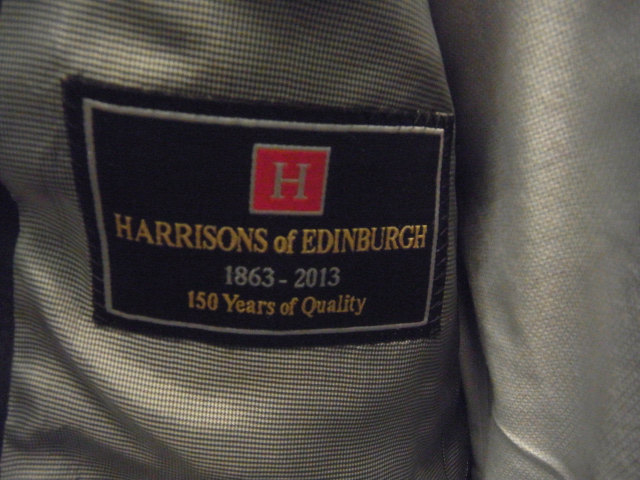 H
HARRISONS of EDINBURGH
1863 - 2013
150 Years of Quality